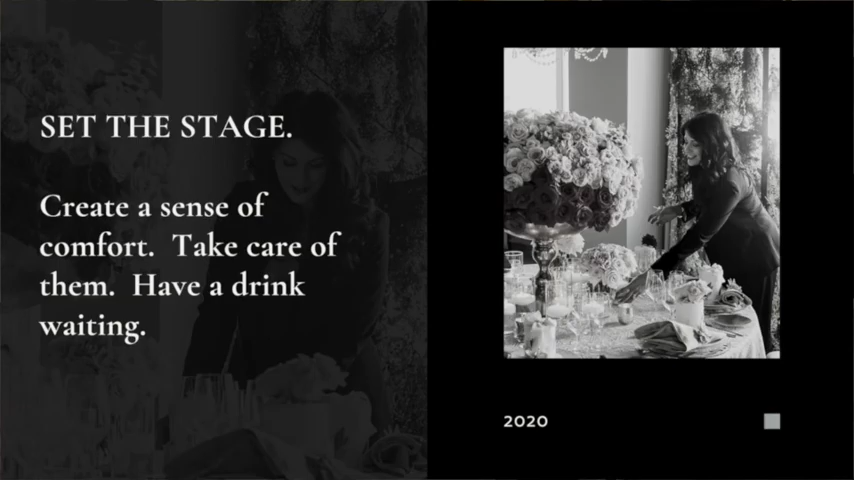 SET THE STAGE.
Create a sense of
comfort.  Take care of
them.  Have a drink
waiting.
2020